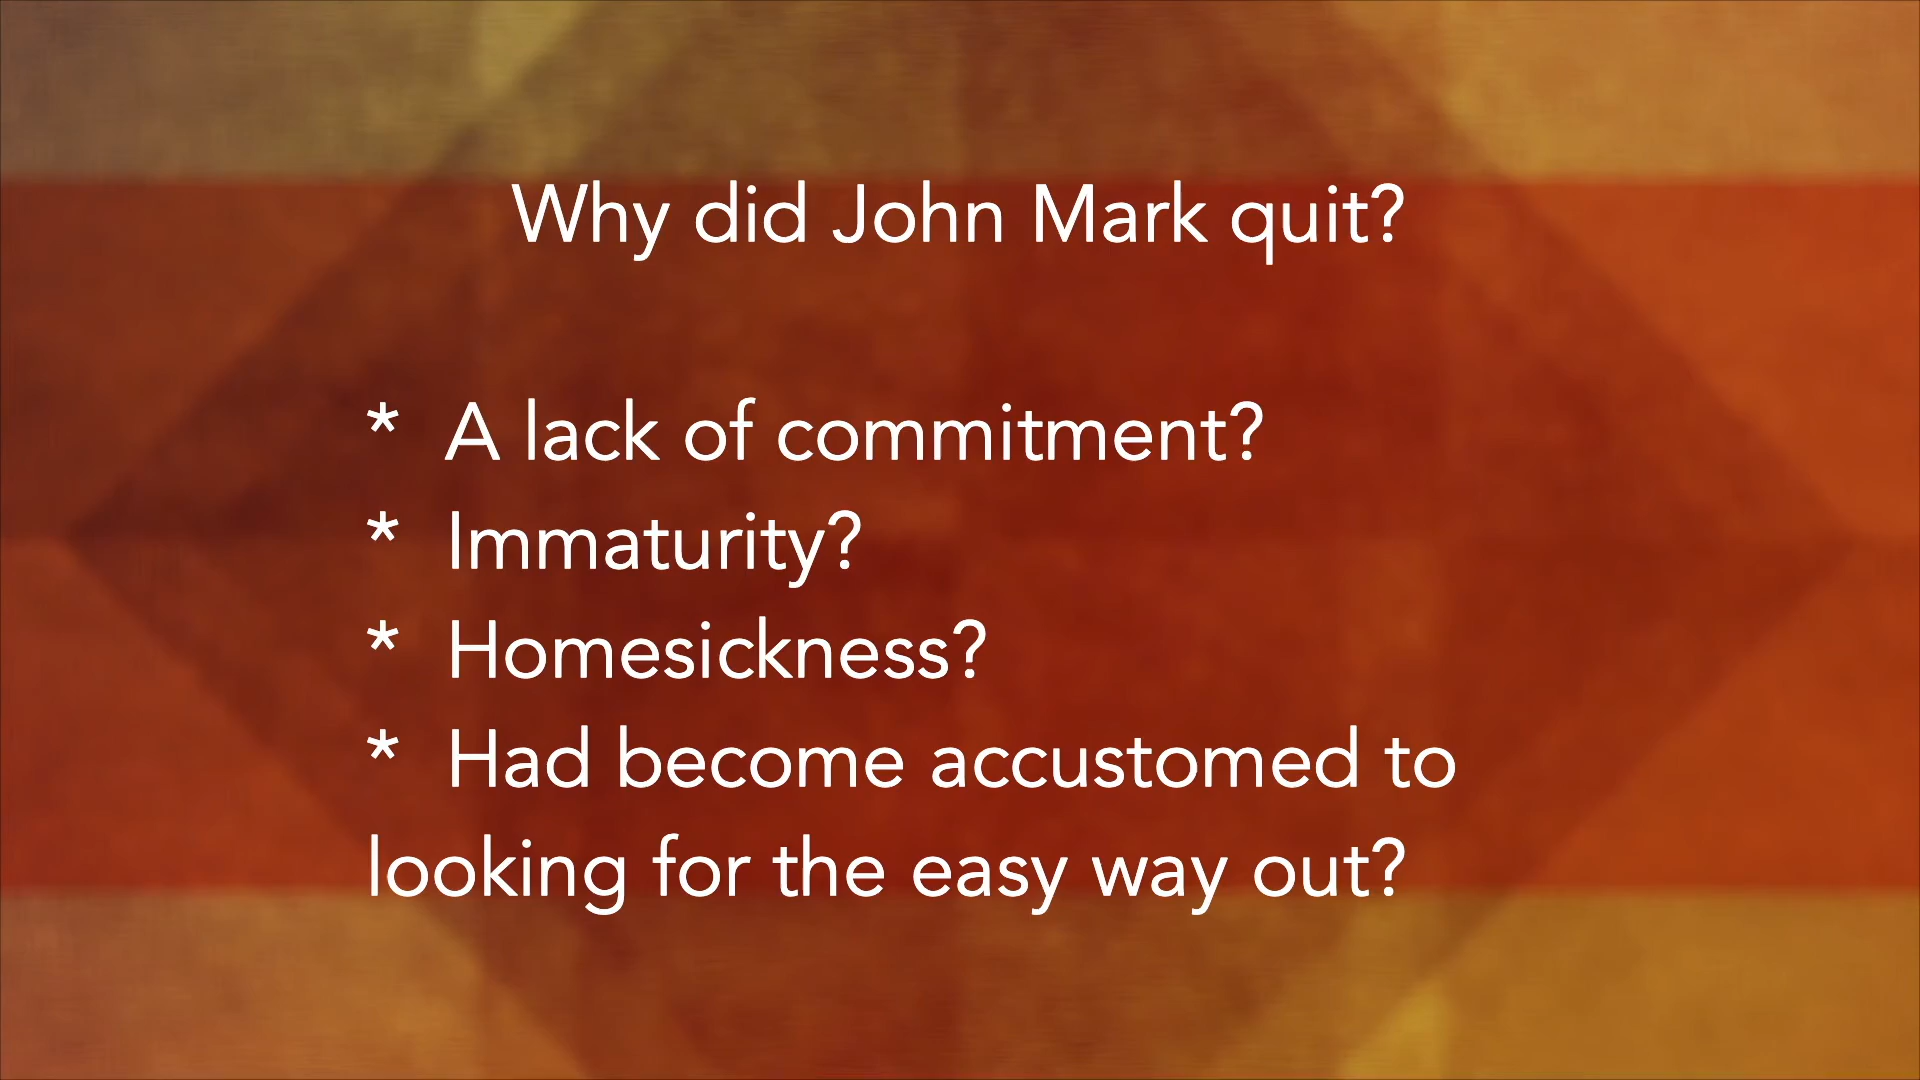 Why did John Mark quit?
* A lack of commitment?
* Immaturity?
* Homesickness?
* Had become accustomed to
looking for the easy way out?